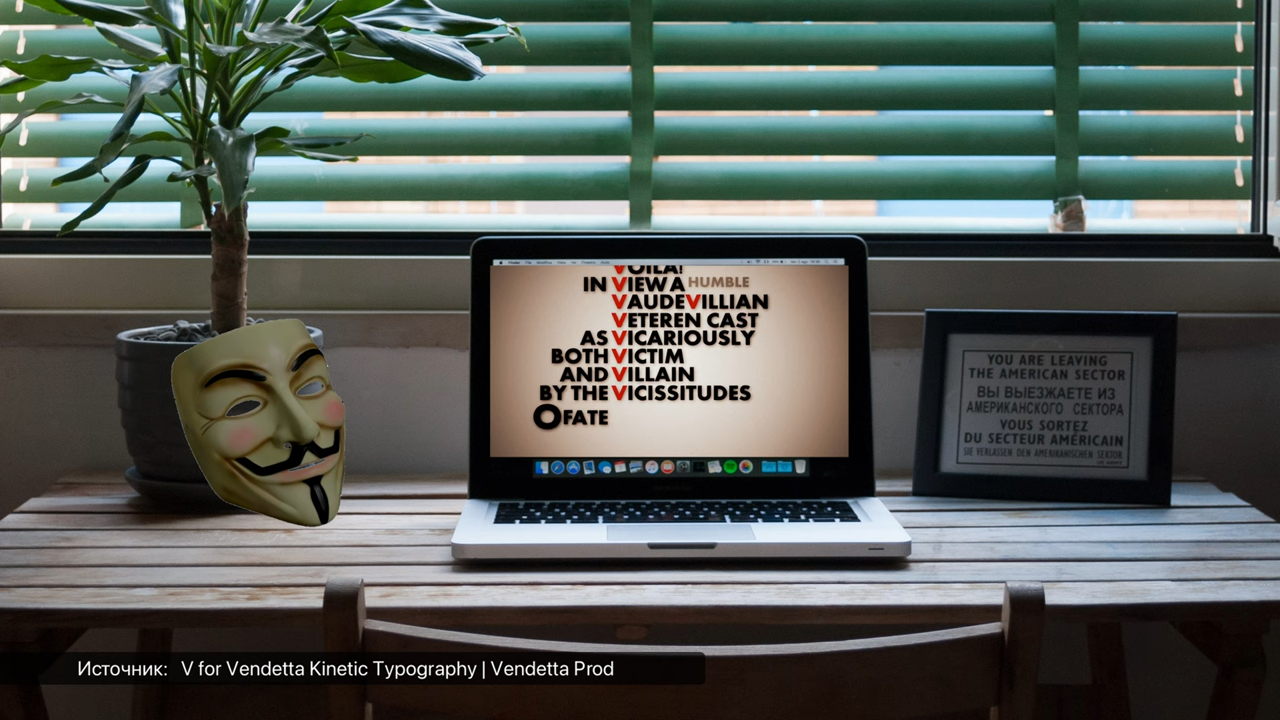 VOILA!
IN VIEW A HUMBLE
VAUDEVILLIAN
VETEREN CAST
AS VICARIOUSLY
BOTH VICTIM
AND VILLAIN
BY THE VICISSITUDES
OFATE
YOU ARE LEAVING
THE AMERICAN SECTOR
ВЫ ВЫЕЗЖАЕТЕ ИЗ
АМЕРИКАНСКОГО СЕКТОРА
VOUS SORTEZ
DU SECTEUR AMÉRICAIN
SIE VERLASSEN DEN AMERIKANISCHEN SEKTOR
Источник: V for Vendetta Kinetic Typography | Vendetta Prod